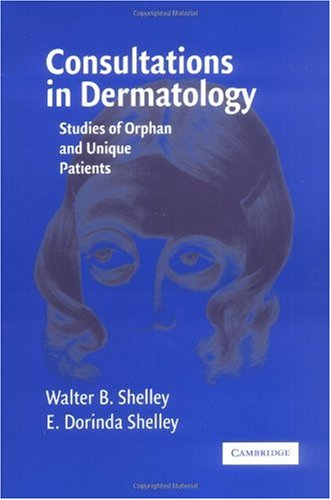 Consultations in
Dermatology
Studies of Orphan
and Unique
Patients
Walter B. Shelley
E. Dorinda Shelley
CAMBRIDGE